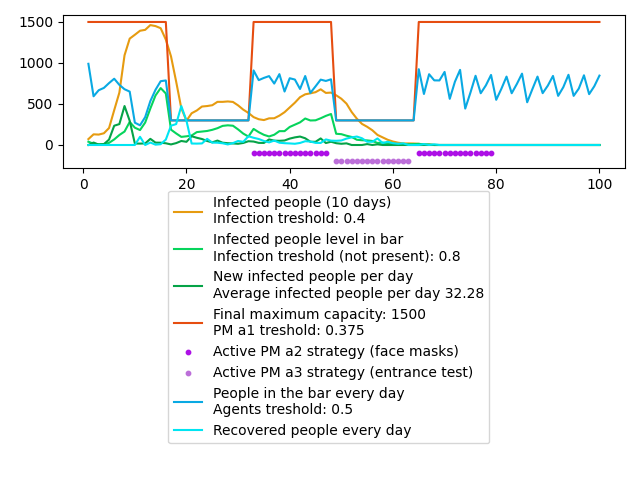 1500
1000
500
0
0 20 40 60 80 100
Infected people (10 days)
Infection treshold: 0.4
Infected people level in bar
Infection treshold (not present): 0.8
New infected people per day
Average infected people per day 32.28
Final maximum capacity: 1500
PM a1 treshold: 0.375
Active PM a2 strategy (face masks)
Active PM a3 strategy (entrance test)
People in the bar every day
Agents treshold: 0.5
Recovered people every day